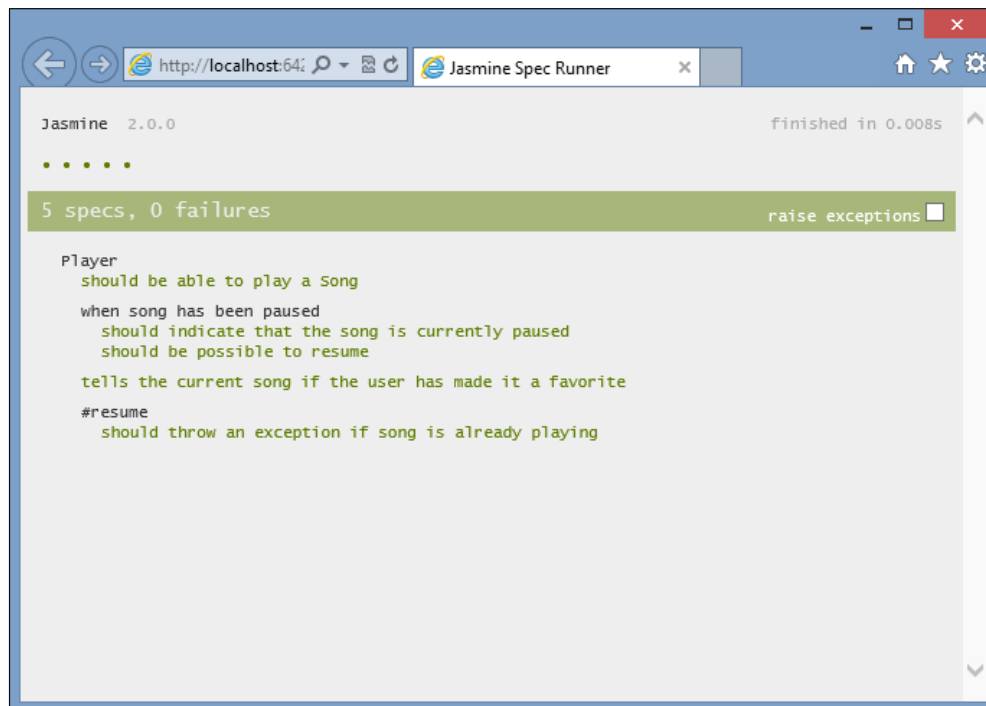 http://localhost:642
Jasmine Spec Runner
Jasmine 2.0.0
finished in 0.008s
5 specs, 0 failures
raise exceptions
Player
should be able to play a Song
when song has been paused
should indicate that the song is currently paused
should be possible to resume
tells the current song if the user has made it a favorite
#resume
should throw an exception if song is already playing